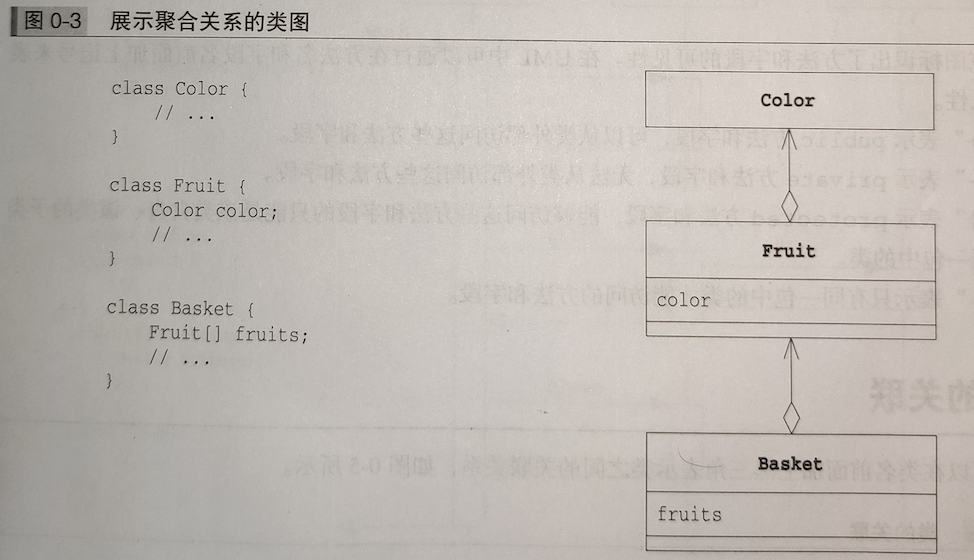 图 0-3 展示聚合关系的类图
class Color {
// ...
}
class Fruit {
Color color;
// ...
}
class Basket {
Fruit[] fruits;
// ...
}
Color
Fruit
color
Basket
fruits